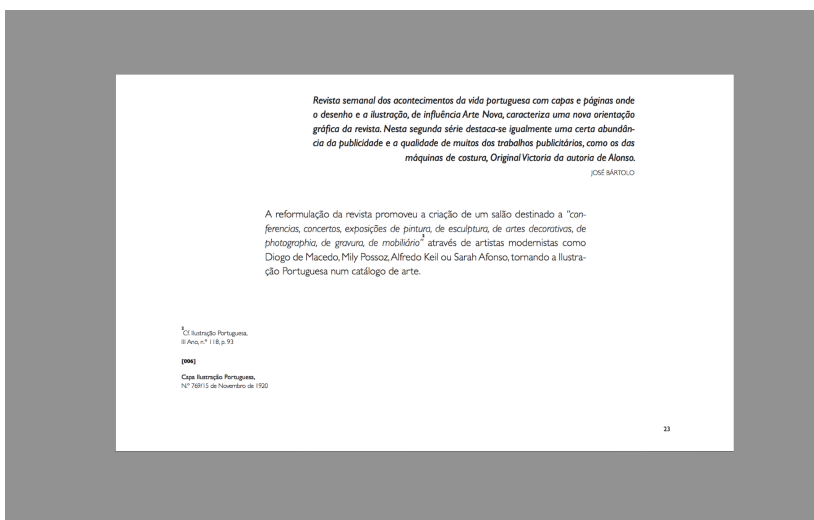 Revista semanal dos acontecimentos da vida portuguesa com capas e páginas onde
o desenho e a ilustração, de influência Arte Nova, caracteriza uma nova orientação
gráfica da revista. Nesta segunda série destaca-se igualmente uma certa abundân-
cia da publicidade e a qualidade de muitos dos trabalhos publicitários, como os das
máquinas de costura, Original Victoria da autoria de Alonso.
JOSÉ BÁRTOLO
A reformulação da revista promoveu a criação de um salão destinado a "con-
ferencias, concertos, exposições de pintura, de esculptura, de artes decorativas, de
photographia, de gravura, de mobiliário"5 através de artistas modernistas como
Diogo de Macedo, Mily Possoz, Alfredo Keil ou Sarah Afonso, tornando a Ilustra-
ção Portuguesa num catálogo de arte.
5Cf. Ilustração Portuguesa,
III Ano, n.º 118, p. 93
[006]
Capa Ilustração Portuguesa,
N.º 769/15 de Novembro de 1920
23